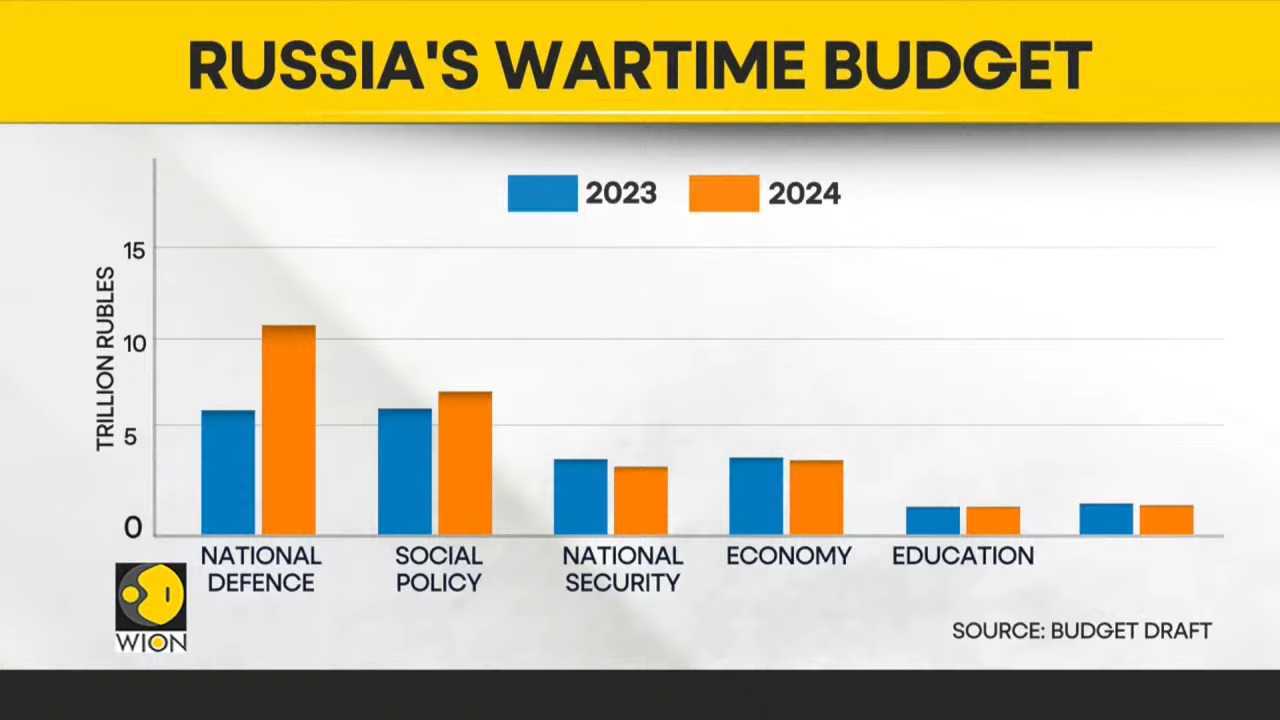 RUSSIA'S WARTIME BUDGET
2023 2024
TRILLION RUBLES
15
10
5
0
NATIONAL
DEFENCE
SOCIAL
POLICY
NATIONAL
SECURITY
ECONOMY
EDUCATION
WION
SOURCE: BUDGET DRAFT